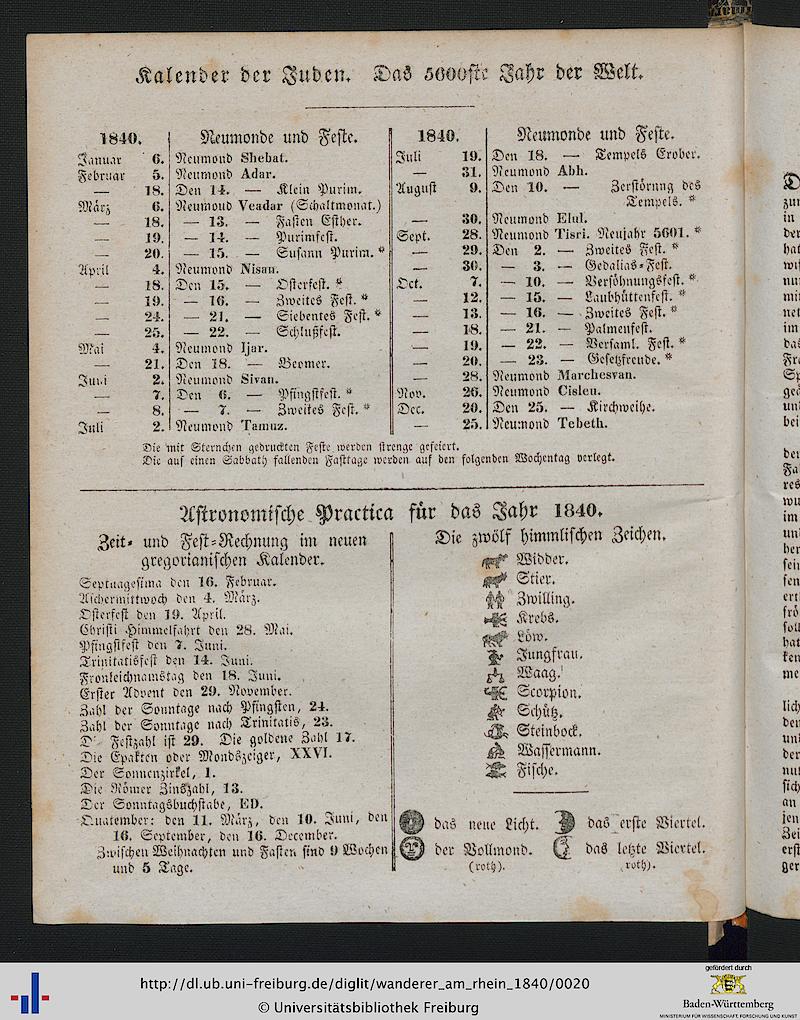 Kalender der Juden. Das 5600ste Jahr der Welt.
1840. Neumonde und Feste.
Januar 6. Neumond Shebat.
Februar 5. Neumond Adar.
— 18. Den 14. — Klein Purim.
März 6. Neumond Veadar (Schaltmonat.)
— 18. — 13. — Fasten Esther.
— 19. — 14. — Purimfest.
— 20. — 15. — Susann Purim. *
April 4. Neumond Nisan.
— 18. Den 15. — Osterfest. *
— 19. — 16. — Zweites Fest. *
— 24. — 21. — Siebentes Fest. *
— 25. — 22. — Schlußfest.
Mai 4. Neumond Ijar.
— 21. Den 18. — Beomer.
Juni 2. Neumond Sivan.
— 7. Den 6. — Pfingstfest. *
— 8. — 7. — Zweites Fest. *
Juli 2. Neumond Tamuz.
1840. Neumonde und Feste.
Juli 19. Den 18. — Tempels Erober.
— 31. Neumond Abh.
August 9. Den 10. — Zerstörung des
Tempels. *
— 30. Neumond Elul.
Sept. 28. Neumond Tisri. Neujahr 5601. *
— 29. Den 2. — Zweites Fest. *
— 30. — 3. — Gedalias-Fest.
Oct. 7. — 10. — Versöhnungsfest. *
— 12. — 15. — Laubhüttenfest. *
— 13. — 16. — Zweites Fest. *
— 18. — 21. — Palmenfest.
— 19. — 22. — Versaml. Fest. *
— 20. — 23. — Gesetzfreude. *
— 28. Neumond Marchesvan.
Nov. 26. Neumond Cisleu.
Dec. 20. Den 25. — Kirchweihe.
— 25. Neumond Tebeth.
Die mit Sternchen gedruckten Feste werden strenge gefeiert.
Die auf einen Sabbath fallenden Fasttage werden auf den folgenden Wochentag verlegt.
Astronomische Practica für das Jahr 1840.
Zeit- und Fest-Rechnung im neuen
gregorianischen Kalender.
Septuagesima den 16. Februar.
Aschermittwoch den 4. März.
Osterfest den 19. April.
Christi Himmelfahrt den 28. Mai.
Pfingstfest den 7. Juni.
Trinitatisfest den 14. Juni.
Fronleichnamstag den 18. Juni.
Erster Advent den 29. November.
Zahl der Sonntage nach Pfingsten, 24.
Zahl der Sonntage nach Trinitatis, 23.
Festzahl ist 29. Die goldene Zahl 17.
Die Epakten oder Mondszeiger, XXVI.
Der Sonnenzirkel, 1.
Die Römer Zinszahl, 13.
Der Sonntagsbuchstabe, ED.
Quatember: den 11. März, den 10. Juni, den
16. September, den 16. December.
Zwischen Weihnachten und Fasten sind 9 Wochen
und 5 Tage.
Die zwölf himmlischen Zeichen.
Widder.
Stier.
Zwilling.
Krebs.
Löw.
Jungfrau.
Waag.
Scorpion.
Schütz.
Steinbock.
Wassermann.
Fische.
das neue Licht. das erste Viertel.
der Vollmond. das letzte Viertel.
(roth). roth).
http://dl.ub.uni-freiburg.de/diglit/wanderer_am_rhein_1840/0020
© Universitätsbibliothek Freiburg
gefördert durch
Baden-Württemberg
MINISTERIUM FÜR WISSENSCHAFT, FORSCHUNG UND KUNST